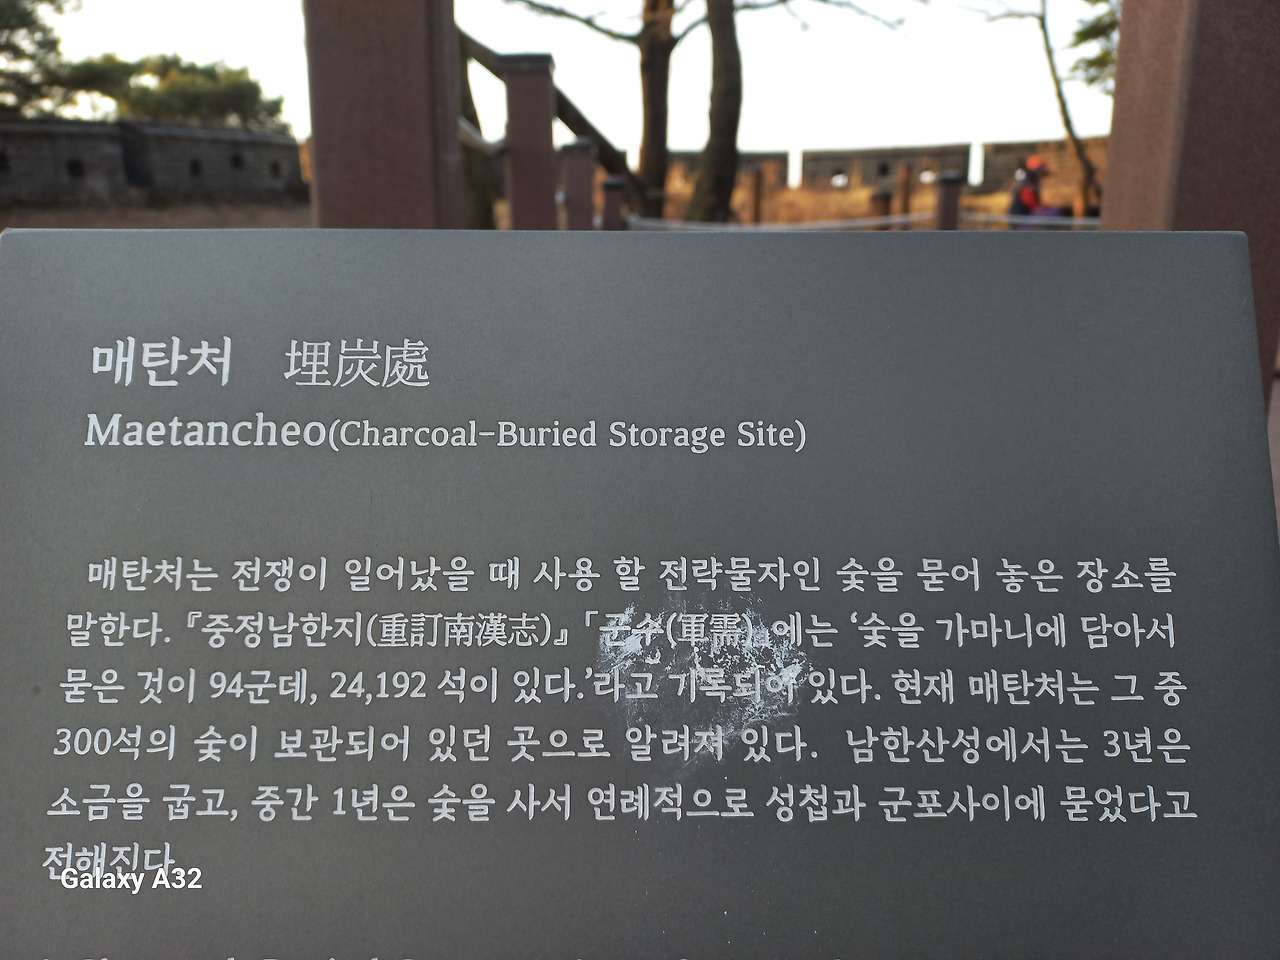 매탄처 埋炭處
Maetancheo(Charcoal-Buried Storage Site)
매탄처는 전쟁이 일어났을 때 사용 할 전략물자인 숯을 묻어 놓은 장소를
말한다. 『중정남한지(重訂南漢志)』 「군수(軍需)」에는 ‘숯을 가마니에 담아서
묻은 것이 94군데, 24,192 석이 있다.’라고 기록되어 있다. 현재 매탄처는 그 중
300석의 숯이 보관되어 있던 곳으로 알려져 있다. 남한산성에서는 3년은
소금을 굽고, 중간 1년은 숯을 사서 연례적으로 성첩과 군포사이에 묻었다고
전해진다.
Galaxy A32